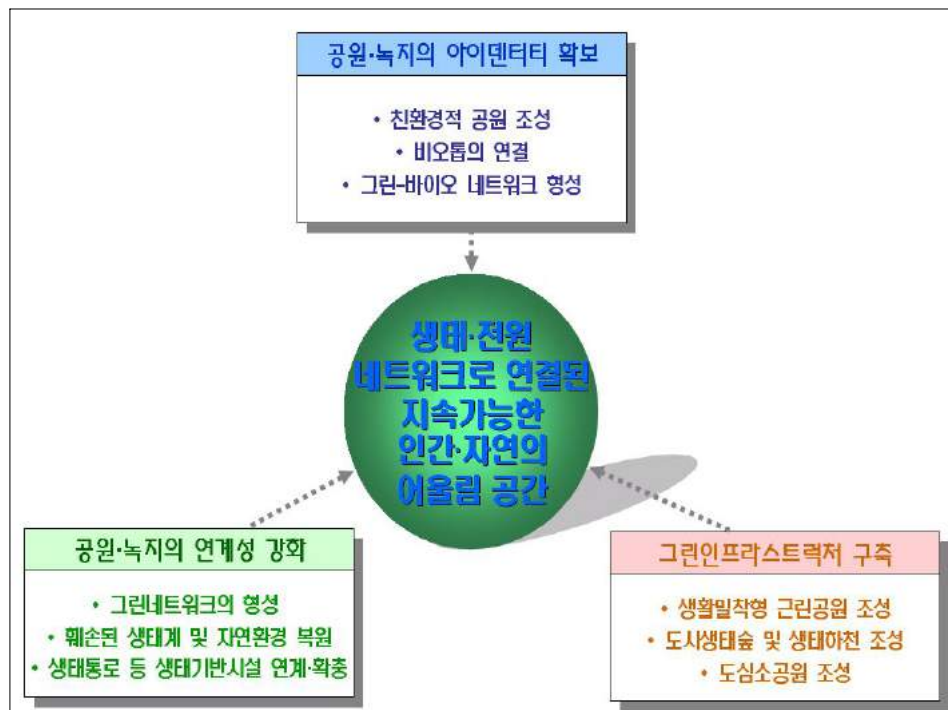 공원·녹지의 아이덴터티 확보
• 친환경적 공원 조성
• 비오톱의 연결
• 그린-바이오 네트워크 형성
생태·전원
네트워크로 연결된
지속가능한
인간·자연의
어울림 공간
공원·녹지의 연계성 강화
• 그린네트워크의 형성
• 훼손된 생태계 및 자연환경 복원
• 생태통로 등 생태기반시설 연계·확충
그린인프라스트럭처 구축
• 생활밀착형 근린공원 조성
• 도시생태숲 및 생태하천 조성
• 도심소공원 조성